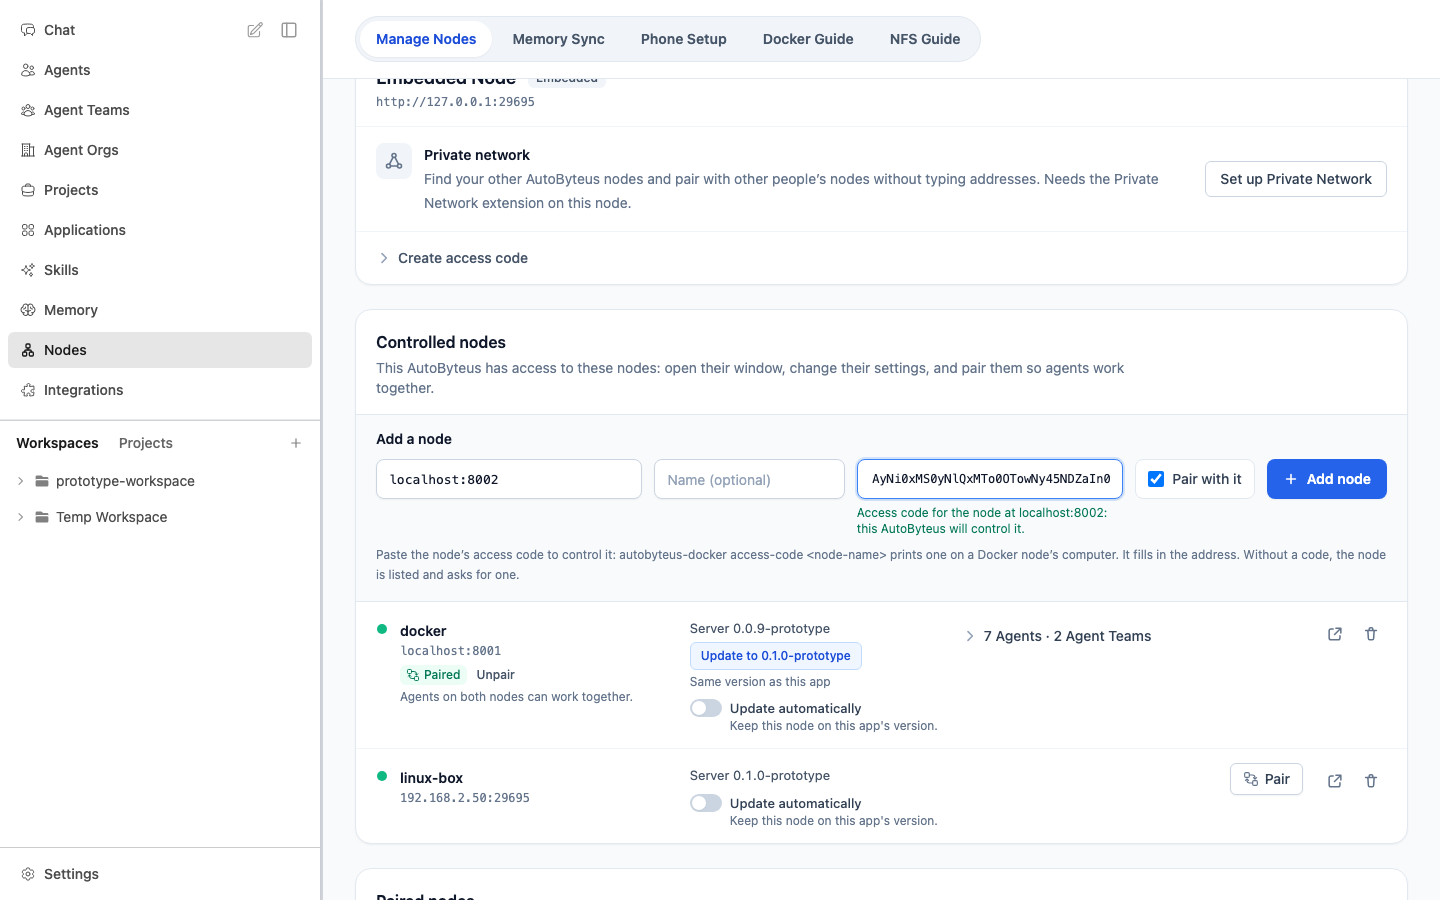 Chat
Agents
Agent Teams
Agent Orgs
Projects
Applications
Skills
Memory
Nodes
Integrations
Workspaces Projects
prototype-workspace
Temp Workspace
Settings
Manage Nodes Memory Sync Phone Setup Docker Guide NFS Guide
Embedded Node Embedded
http://127.0.0.1:29695
Private network
Find your other AutoByteus nodes and pair with other people’s nodes without typing addresses. Needs the Private
Network extension on this node.
Set up Private Network
Create access code
Controlled nodes
This AutoByteus has access to these nodes: open their window, change their settings, and pair them so agents work
together.
Add a node
localhost:8002 Name (optional) AyNi0xMS0yNlQxMTo0OTowNy45NDZaIn0 Pair with it Add node
Access code for the node at localhost:8002:
this AutoByteus will control it.
Paste the node’s access code to control it: autobyteus-docker access-code <node-name> prints one on a Docker node’s computer. It fills in the address. Without a code, the node
is listed and asks for one.
docker
localhost:8001
Paired Unpair
Agents on both nodes can work together.
Server 0.0.9-prototype
Update to 0.1.0-prototype
Same version as this app
Update automatically
Keep this node on this app's version.
7 Agents · 2 Agent Teams
linux-box
192.168.2.50:29695
Server 0.1.0-prototype
Update automatically
Keep this node on this app's version.
Pair
Paired nodes